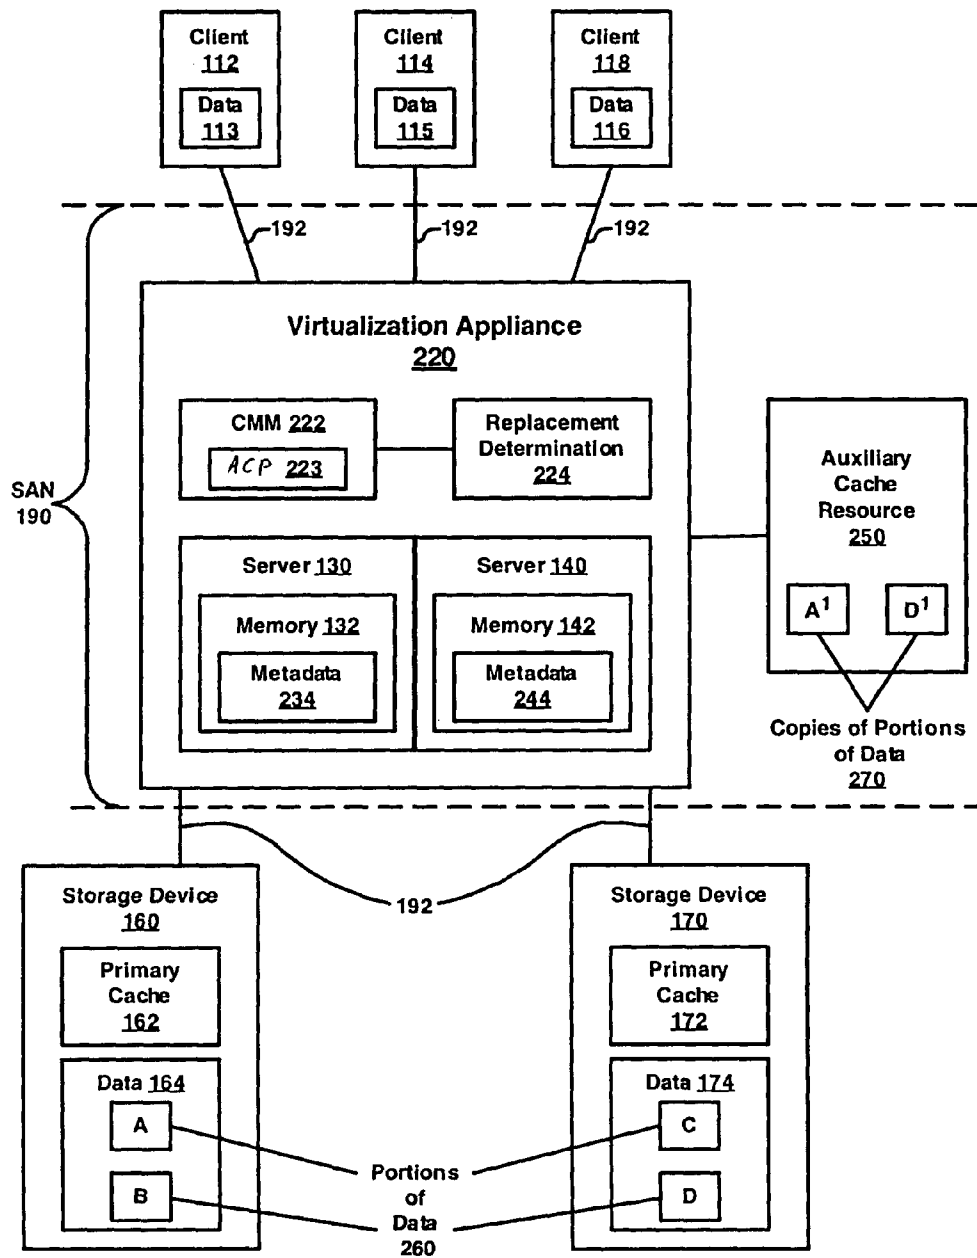 Client
112
Data
113
Client
114
Data
115
Client
118
Data
116
192
192
192
SAN
190
Virtualization Appliance
220
CMM 222
ACP 223
Replacement
Determination
224
Server 130
Memory 132
Metadata
234
Server 140
Memory 142
Metadata
244
Auxiliary
Cache
Resource
250
A¹
D¹
Copies of Portions
of Data
270
192
Storage Device
160
Primary
Cache
162
Data 164
A
B
Storage Device
170
Primary
Cache
172
Data 174
C
D
Portions
of
Data
260